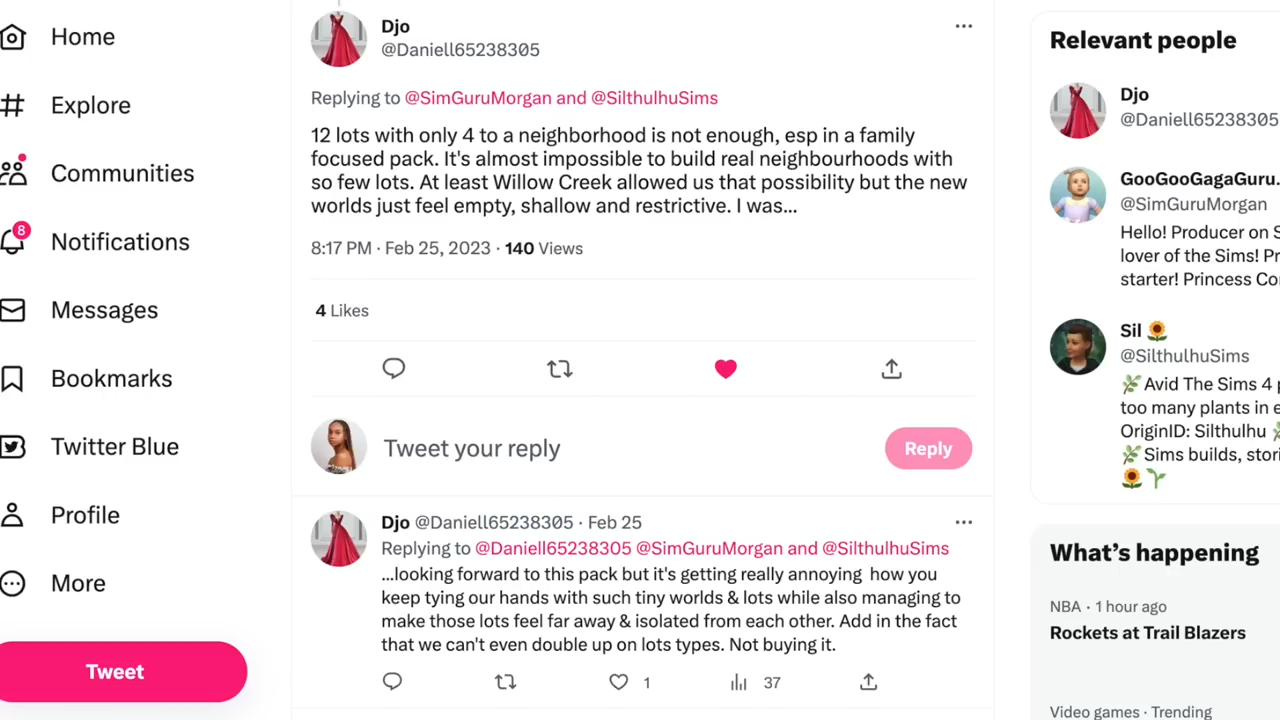 Home
Explore
Communities
8
Notifications
Messages
Bookmarks
Twitter Blue
Profile
More
Tweet
Djo
@Daniell65238305
Replying to @SimGuruMorgan and @SilthulhuSims
12 lots with only 4 to a neighborhood is not enough, esp in a family
focused pack. It's almost impossible to build real neighbourhoods with
so few lots. At least Willow Creek allowed us that possibility but the new
worlds just feel empty, shallow and restrictive. I was...
8:17 PM · Feb 25, 2023 · 140 Views
4 Likes
Tweet your reply
Reply
Djo @Daniell65238305 · Feb 25
Replying to @Daniell65238305 @SimGuruMorgan and @SilthulhuSims
...looking forward to this pack but it's getting really annoying how you
keep tying our hands with such tiny worlds & lots while also managing to
make those lots feel far away & isolated from each other. Add in the fact
that we can't even double up on lots types. Not buying it.
1
37
Relevant people
Djo
@Daniell65238305
GooGooGagaGuru.
@SimGuruMorgan
Hello! Producer on S
lover of the Sims! Pr
starter! Princess Co
Sil
@SilthulhuSims
Avid The Sims 4 p
too many plants in e
OriginID: Silthulhu
Sims builds, stori
What's happening
NBA · 1 hour ago
Rockets at Trail Blazers
Video games · Trending